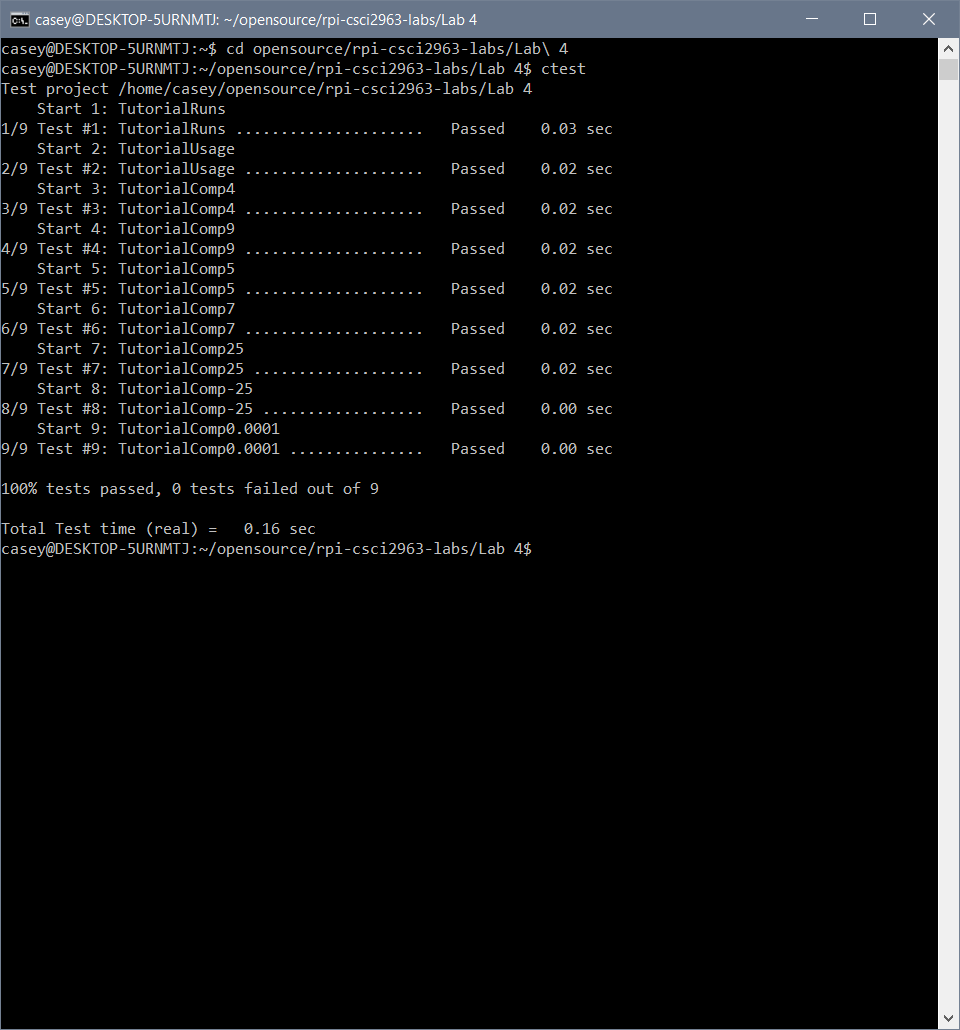 casey@DESKTOP-5URNMTJ: ~/opensource/rpi-csci2963-labs/Lab 4
casey@DESKTOP-5URNMTJ:~$ cd opensource/rpi-csci2963-labs/Lab\ 4
casey@DESKTOP-5URNMTJ:~/opensource/rpi-csci2963-labs/Lab 4$ ctest
Test project /home/casey/opensource/rpi-csci2963-labs/Lab 4
    Start 1: TutorialRuns
1/9 Test #1: TutorialRuns .....................   Passed    0.03 sec
    Start 2: TutorialUsage
2/9 Test #2: TutorialUsage ....................   Passed    0.02 sec
    Start 3: TutorialComp4
3/9 Test #3: TutorialComp4 ....................   Passed    0.02 sec
    Start 4: TutorialComp9
4/9 Test #4: TutorialComp9 ....................   Passed    0.02 sec
    Start 5: TutorialComp5
5/9 Test #5: TutorialComp5 ....................   Passed    0.02 sec
    Start 6: TutorialComp7
6/9 Test #6: TutorialComp7 ....................   Passed    0.02 sec
    Start 7: TutorialComp25
7/9 Test #7: TutorialComp25 ...................   Passed    0.02 sec
    Start 8: TutorialComp-25
8/9 Test #8: TutorialComp-25 ..................   Passed    0.00 sec
    Start 9: TutorialComp0.0001
9/9 Test #9: TutorialComp0.0001 ...............   Passed    0.00 sec

100% tests passed, 0 tests failed out of 9

Total Test time (real) =   0.16 sec
casey@DESKTOP-5URNMTJ:~/opensource/rpi-csci2963-labs/Lab 4$